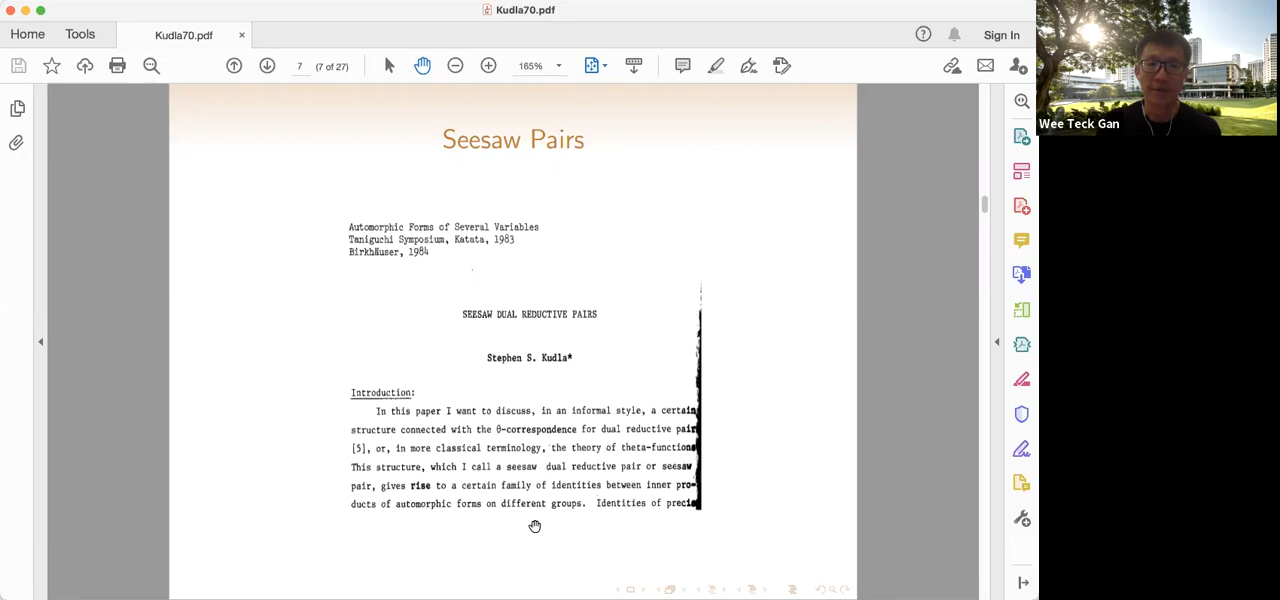 Kudla70.pdf
Home
Tools
Kudla70.pdf
×
Sign In
7
(7 of 27)
165%
Wee Teck Gan
Seesaw Pairs
Automorphic Forms of Several Variables
Taniguchi Symposium, Katata, 1983
Birkhäuser, 1984
SEESAW DUAL REDUCTIVE PAIRS
Stephen S. Kudla*
Introduction:
In this paper I want to discuss, in an informal style, a certain
structure connected with the θ-correspondence for dual reductive pair
[5], or, in more classical terminology, the theory of theta-functions
This structure, which I call a seesaw dual reductive pair or seesaw
pair, gives rise to a certain family of identities between inner pro-
ducts of automorphic forms on different groups. Identities of precis